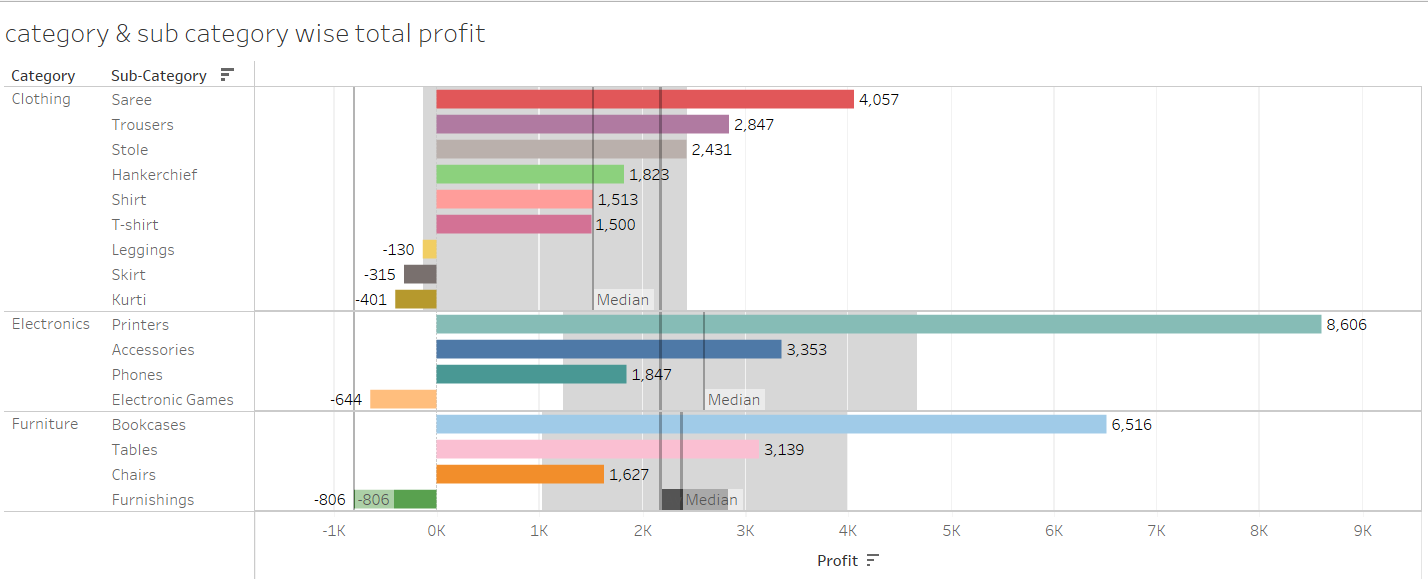 category & sub category wise total profit
Category Sub-Category
Clothing Saree 4,057
Trousers 2,847
Stole 2,431
Hankerchief 1,823
Shirt 1,513
T-shirt 1,500
Leggings -130
Skirt -315
Kurti -401 Median
Electronics Printers 8,606
Accessories 3,353
Phones 1,847
Electronic Games -644 Median
Furniture Bookcases 6,516
Tables 3,139
Chairs 1,627
Furnishings -806 -806 Median
-1K 0K 1K 2K 3K 4K 5K 6K 7K 8K 9K
Profit